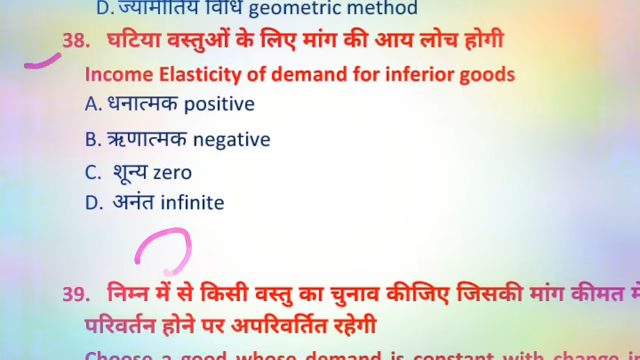 D. ज्यामितीय विधि geometric method
38. घटिया वस्तुओं के लिए मांग की आय लोच होगी
Income Elasticity of demand for inferior goods
A. धनात्मक positive
B. ऋणात्मक negative
C. शून्य zero
D. अनंत infinite
39. निम्न में से किसी वस्तु का चुनाव कीजिए जिसकी मांग कीमत में
परिवर्तन होने पर अपरिवर्तित रहेगी
Choose a good whose demand is constant with change in